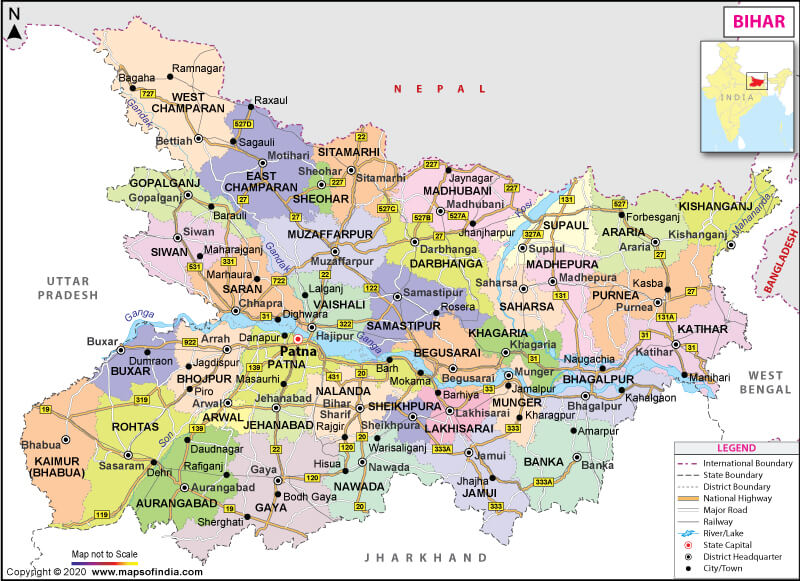 N
BIHAR
INDIA
NEPAL
Ramnagar
Bagaha
727
WEST
CHAMPARAN
Gandak
Raxaul
527D
Sagauli
Bettiah
Motihari
22
SITAMARHI
EAST
CHAMPARAN
Sheohar
227
SHEOHAR
Sitamarhi
227
Jaynagar
227
MADHUBANI
Madhubani
GOPALGANJ
Gopalganj
27
27
Barauli
527C
527B
527A
Jhanjharpur
Kosi
131
527
SUPAUL
327A
Forbesganj
ARARIA
Araria
KISHANGANJ
Kishanganj
Mahananda
Siwan
SIWAN
Maharajganj
531
331
MUZAFFARPUR
Muzaffarpur
Gandak
27
Darbhanga
DARBHANGA
Supaul
MADHEPURA
Madhepura
BANGLADESH
UTTAR
PRADESH
Marhaura
SARAN
722
Lalganj
VAISHALI
22
Samastipur
Rosera
SAMASTIPUR
Saharsa
SAHARSA
131
Kasba
PURNEA
Purnea
27
131A
Chhapra
31
Dighwara
Hajipur
322
Ganga
Ganga
KHAGARIA
Khagaria
31
KATIHAR
Katihar
31
Buxar
922
Arrah
Danapur
Patna
PATNA
BEGUSARAI
Begusarai
Munger
Naugachia
Manihari
WEST
BENGAL
Dumraon
BUXAR
Jagdispur
BHOJPUR
139
Masaurhi
431
20
31
Barh
Mokama
Jamalpur
BHAGALPUR
Kahalgaon
Bhagalpur
319
Piro
Arwal
ARWAL
Jehanabad
JEHANABAD
22
NALANDA
Bihar
Sharif
Rajgir
SHEIKHPURA
Sheikhpura
Barhiya
Lakhisarai
LAKHISARAI
MUNGER
Kharagpur
333
Amarpur
19
ROHTAS
Son
139
Bhabua
KAIMUR
(BHABUA)
Sasaram
Dehri
Daudnagar
Rafiganj
Gaya
Hisua
Warisaliganj
120
20
Nawada
333A
Jamui
BANKA
Banka
333A
Aurangabad
AURANGABAD
Bodh Gaya
GAYA
NAWADA
120
20
Jhajha
JAMUI
333
119
19
Sherghati
JHARKHAND
Map not to Scale
Copyright © 2020 www.mapsofindia.com
LEGEND
International Boundary
State Boundary
District Boundary
National Highway
Major Road
Railway
River/Lake
State Capital
District Headquarter
City/Town